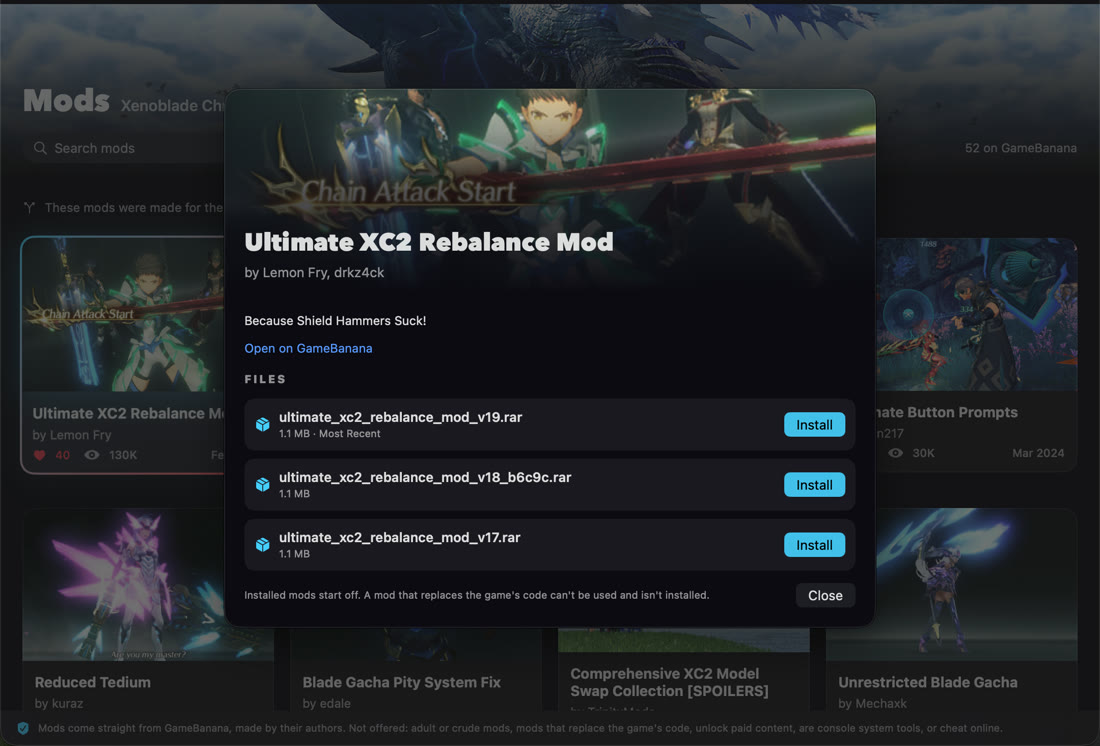 Mods Xenoblade Ch
Search mods
52 on GameBanana
These mods were made for the
Chain Attack Start
Ultimate XC2 Rebalance Mod
by Lemon Fry, drkz4ck
Because Shield Hammers Suck!
Open on GameBanana
FILES
ultimate_xc2_rebalance_mod_v19.rar
1.1 MB · Most Recent
Install
ultimate_xc2_rebalance_mod_v18_b6c9c.rar
1.1 MB
Install
ultimate_xc2_rebalance_mod_v17.rar
1.1 MB
Install
Installed mods start off. A mod that replaces the game's code can't be used and isn't installed.
Close
Chain Attack Start
Ultimate XC2 Rebalance M
by Lemon Fry
40 130K Fe
1488
334
nate Button Prompts
n217
30K Mar 2024
Are you my master?
Reduced Tedium
by kuraz
Blade Gacha Pity System Fix
by edale
Comprehensive XC2 Model
Swap Collection [SPOILERS]
Unrestricted Blade Gacha
by Mechaxk
Mods come straight from GameBanana, made by their authors. Not offered: adult or crude mods, mods that replace the game's code, unlock paid content, are console system tools, or cheat online.